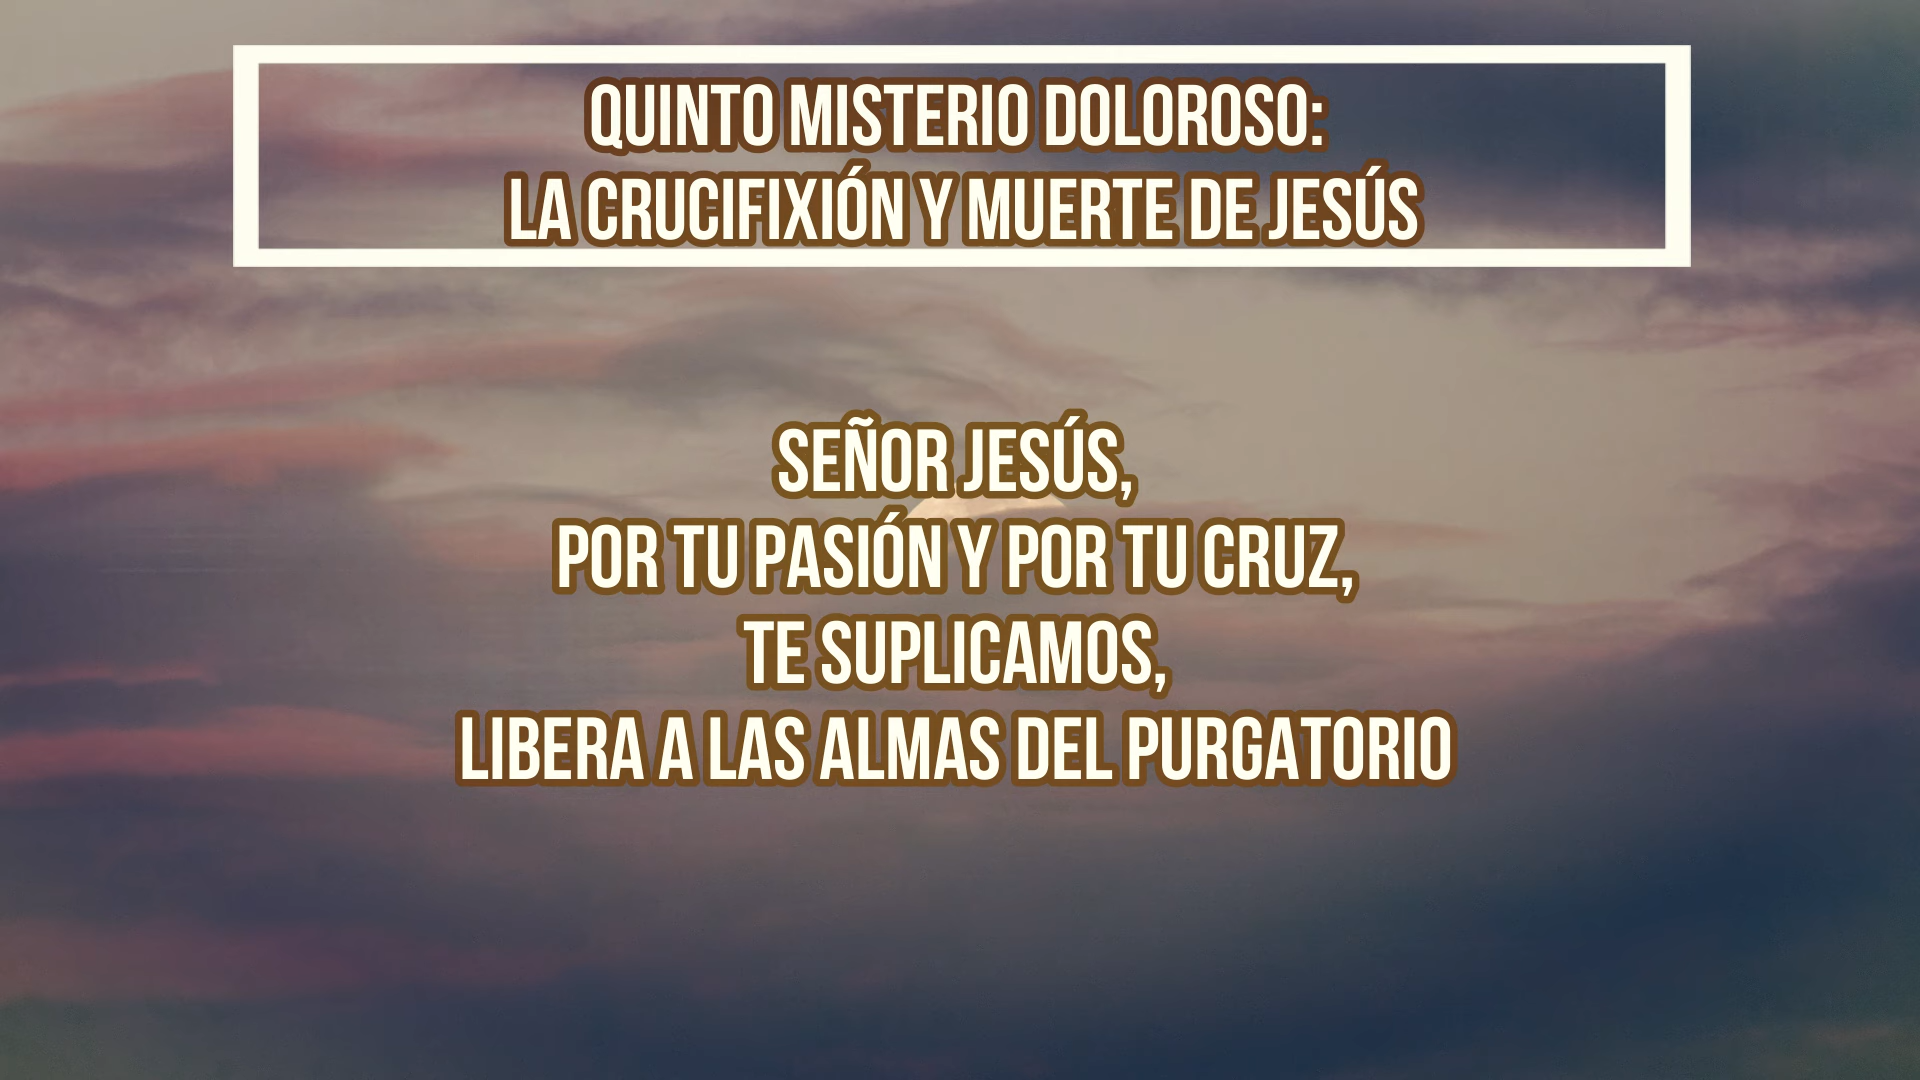 QUINTO MISTERIO DOLOROSO:
LA CRUCIFIXIÓN Y MUERTE DE JESÚS
SEÑOR JESÚS,
POR TU PASIÓN Y POR TU CRUZ,
TE SUPLICAMOS,
LIBERA A LAS ALMAS DEL PURGATORIO